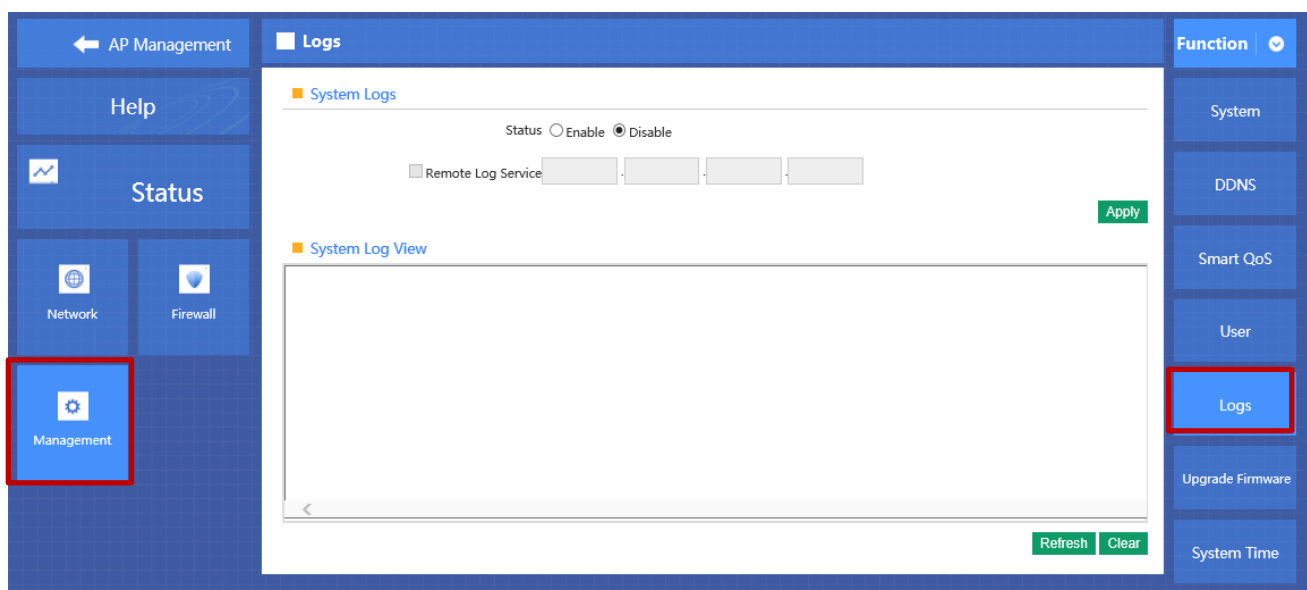 AP Management
Help
Status
Network
Firewall
Management
Logs
System Logs
Status Enable Disable
Remote Log Service . . .
Apply
System Log View
Refresh Clear
Function
System
DDNS
Smart QoS
User
Logs
Upgrade Firmware
System Time